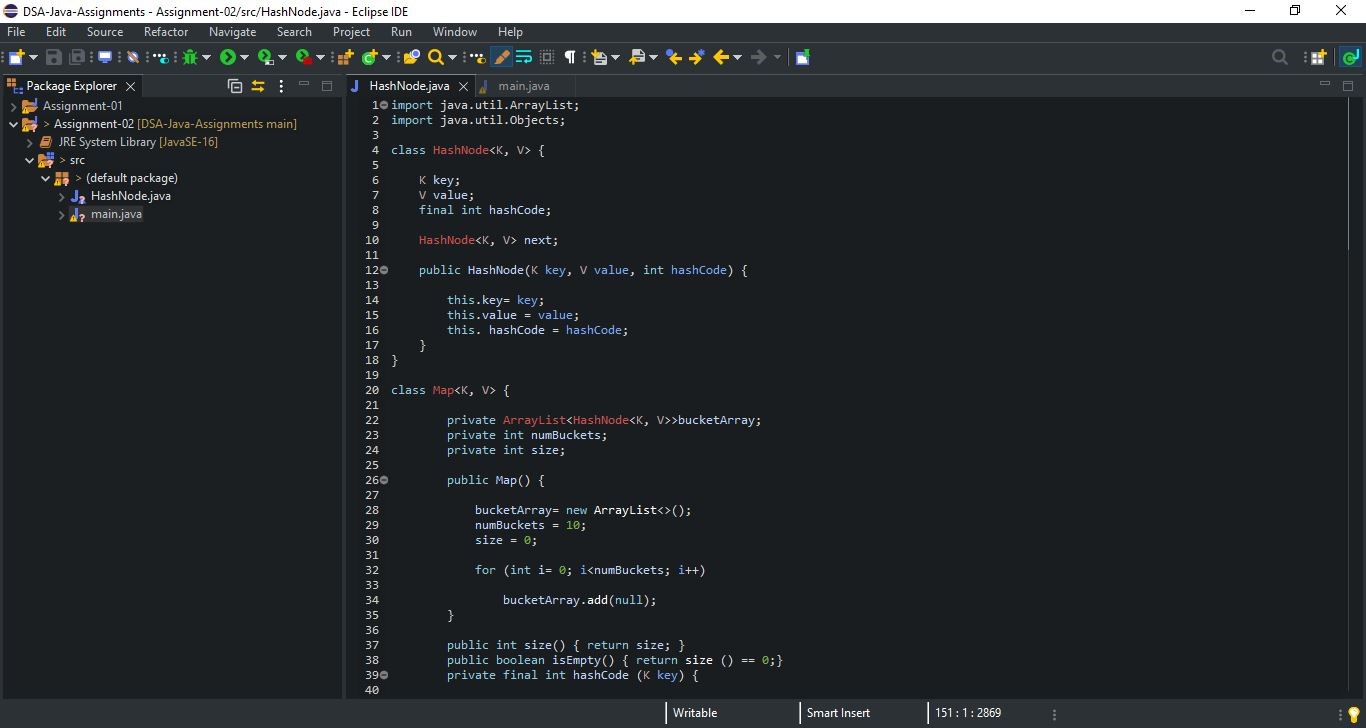 DSA-Java-Assignments - Assignment-02/src/HashNode.java - Eclipse IDE
File Edit Source Refactor Navigate Search Project Run Window Help
Package Explorer
HashNode.java main.java
Assignment-01
> Assignment-02 [DSA-Java-Assignments main]
JRE System Library [JavaSE-16]
> src
> (default package)
HashNode.java
main.java
1 import java.util.ArrayList;
2 import java.util.Objects;
3
4 class HashNode<K, V> {
5
6 K key;
7 V value;
8 final int hashCode;
9
10 HashNode<K, V> next;
11
12 public HashNode(K key, V value, int hashCode) {
13
14 this.key= key;
15 this.value = value;
16 this. hashCode = hashCode;
17 }
18 }
19
20 class Map<K, V> {
21
22 private ArrayList<HashNode<K, V>>bucketArray;
23 private int numBuckets;
24 private int size;
25
26 public Map() {
27
28 bucketArray= new ArrayList<>();
29 numBuckets = 10;
30 size = 0;
31
32 for (int i= 0; i<numBuckets; i++)
33
34 bucketArray.add(null);
35 }
36
37 public int size() { return size; }
38 public boolean isEmpty() { return size () == 0;}
39 private final int hashCode (K key) {
40
Writable Smart Insert 151 : 1 : 2869